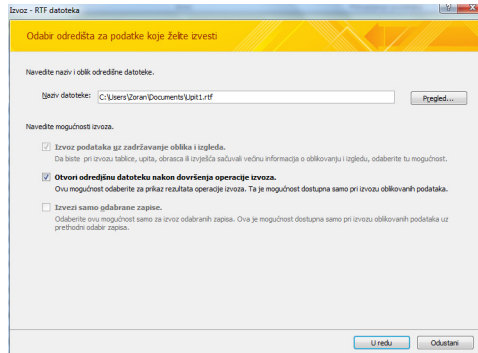 Izvoz - RTF datoteka
Odabir odredišta za podatke koje želite izvesti
Navedite naziv i oblik odredišne datoteke.
Naziv datoteke: C:\Users\Zoran\Documents\Upit1.rtf Pregled...
Navedite mogućnosti izvoza.
Izvoz podataka uz zadržavanje oblika i izgleda.
Da biste pri izvozu tablice, upita, obrasca ili izvješća sačuvali većinu informacija o oblikovanju i izgledu, odaberite tu mogućnost.
Otvori odredišnu datoteku nakon dovršenja operacije izvoza.
Ovu mogućnost odaberite za prikaz rezultata operacije izvoza. Ta je mogućnost dostupna samo pri izvozu oblikovanih podataka.
Izvezi samo odabrane zapise.
Odaberite ovu mogućnost samo za izvoz odabranih zapisa. Ova je mogućnost dostupna samo pri izvozu oblikovanih podataka uz
prethodni odabir zapisa.
U redu Odustani